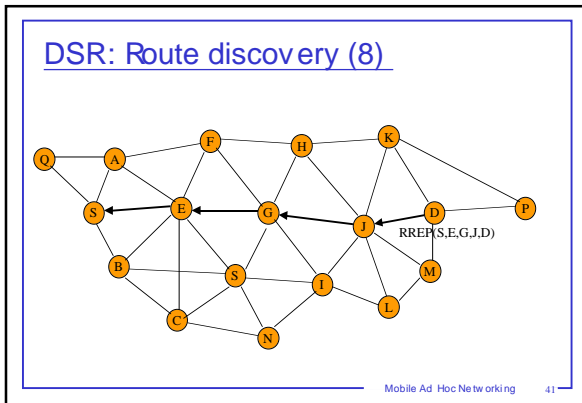 DSR: Route discovery (8)
F
H
K
Q
A
S
E
G
J
D
P
RREP(S,E,G,J,D)
B
S
I
M
C
L
N
Mobile Ad Hoc Networking 41